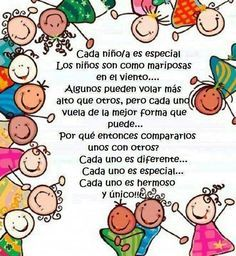 Cada niño/a es especial
Los niños son como mariposas
en el viento....
Algunos pueden volar más
alto que otros, pero cada uno
vuela de la mejor forma que
puede...
Por qué entonces compararlos
unos con otros?
Cada uno es diferente...
Cada uno es especial...
Cada uno es hermoso
y único!!